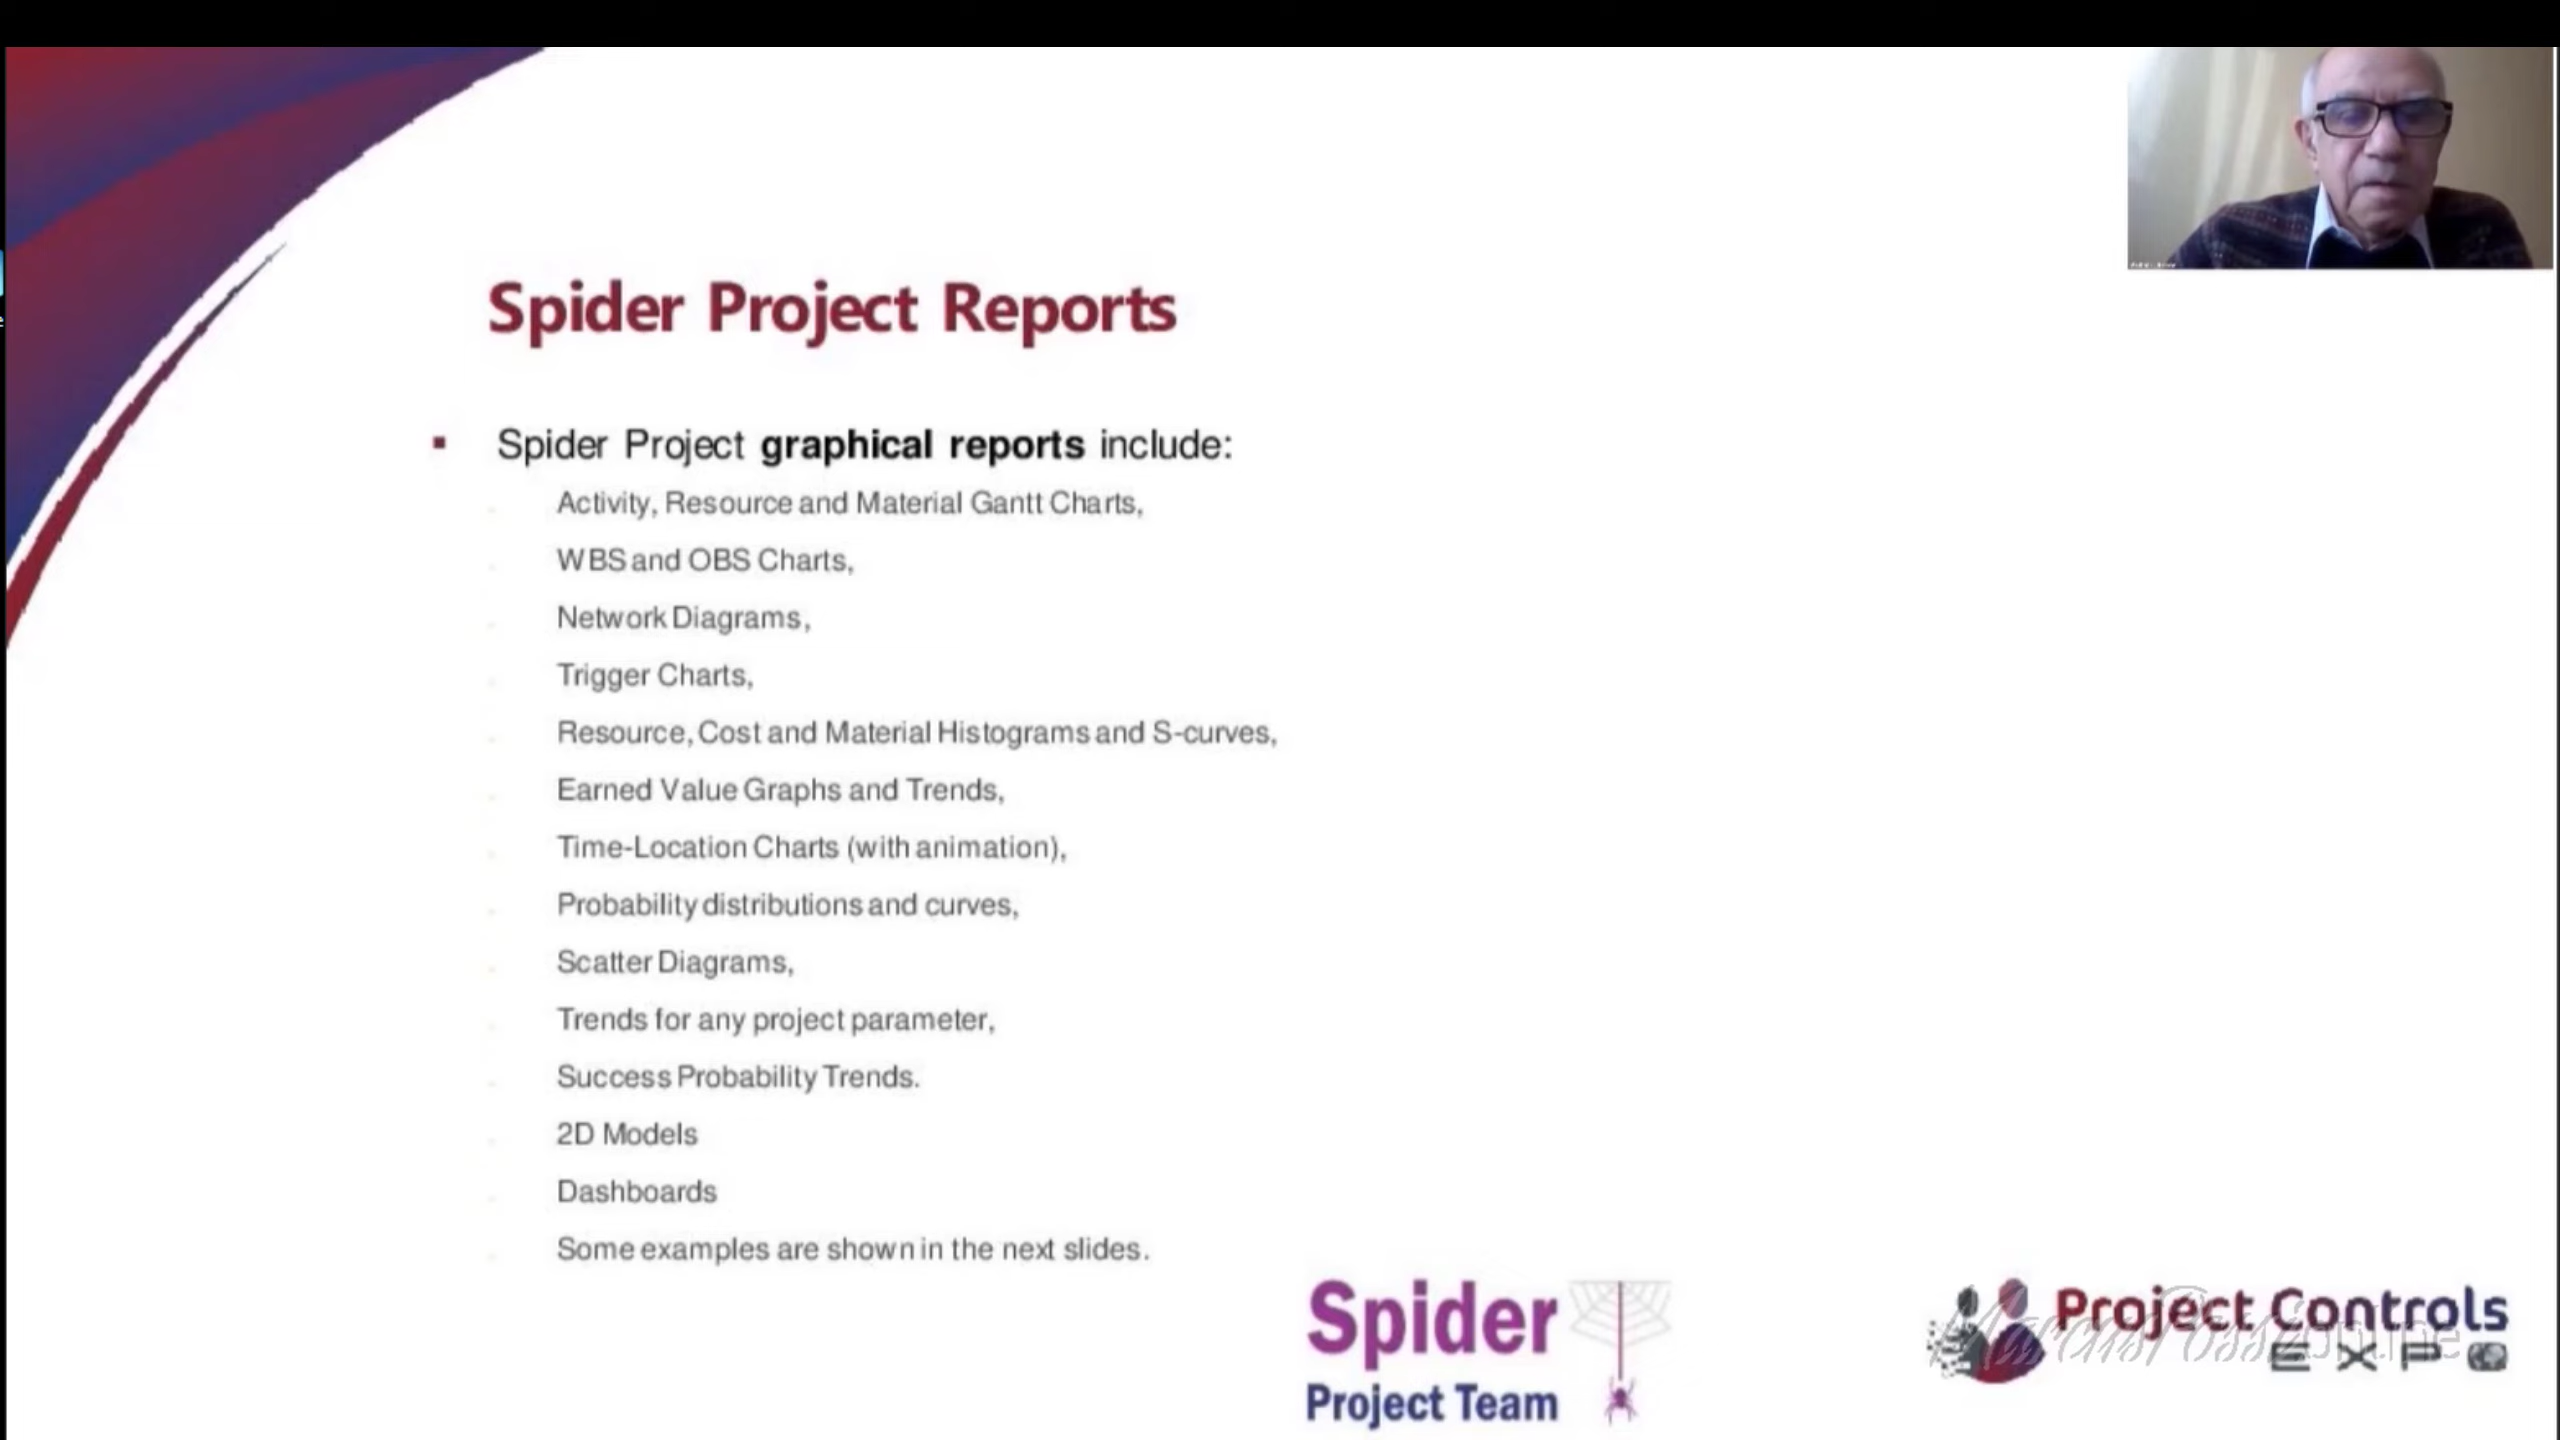 Spider Project Reports
Spider Project graphical reports include:
Activity, Resource and Material Gantt Charts,
WBS and OBS Charts,
Network Diagrams,
Trigger Charts,
Resource, Cost and Material Histograms and S-curves,
Earned Value Graphs and Trends,
Time-Location Charts (with animation),
Probability distributions and curves,
Scatter Diagrams,
Trends for any project parameter,
Success Probability Trends.
2D Models
Dashboards
Some examples are shown in the next slides.
Spider
Project Team
Project Controls
EXPO